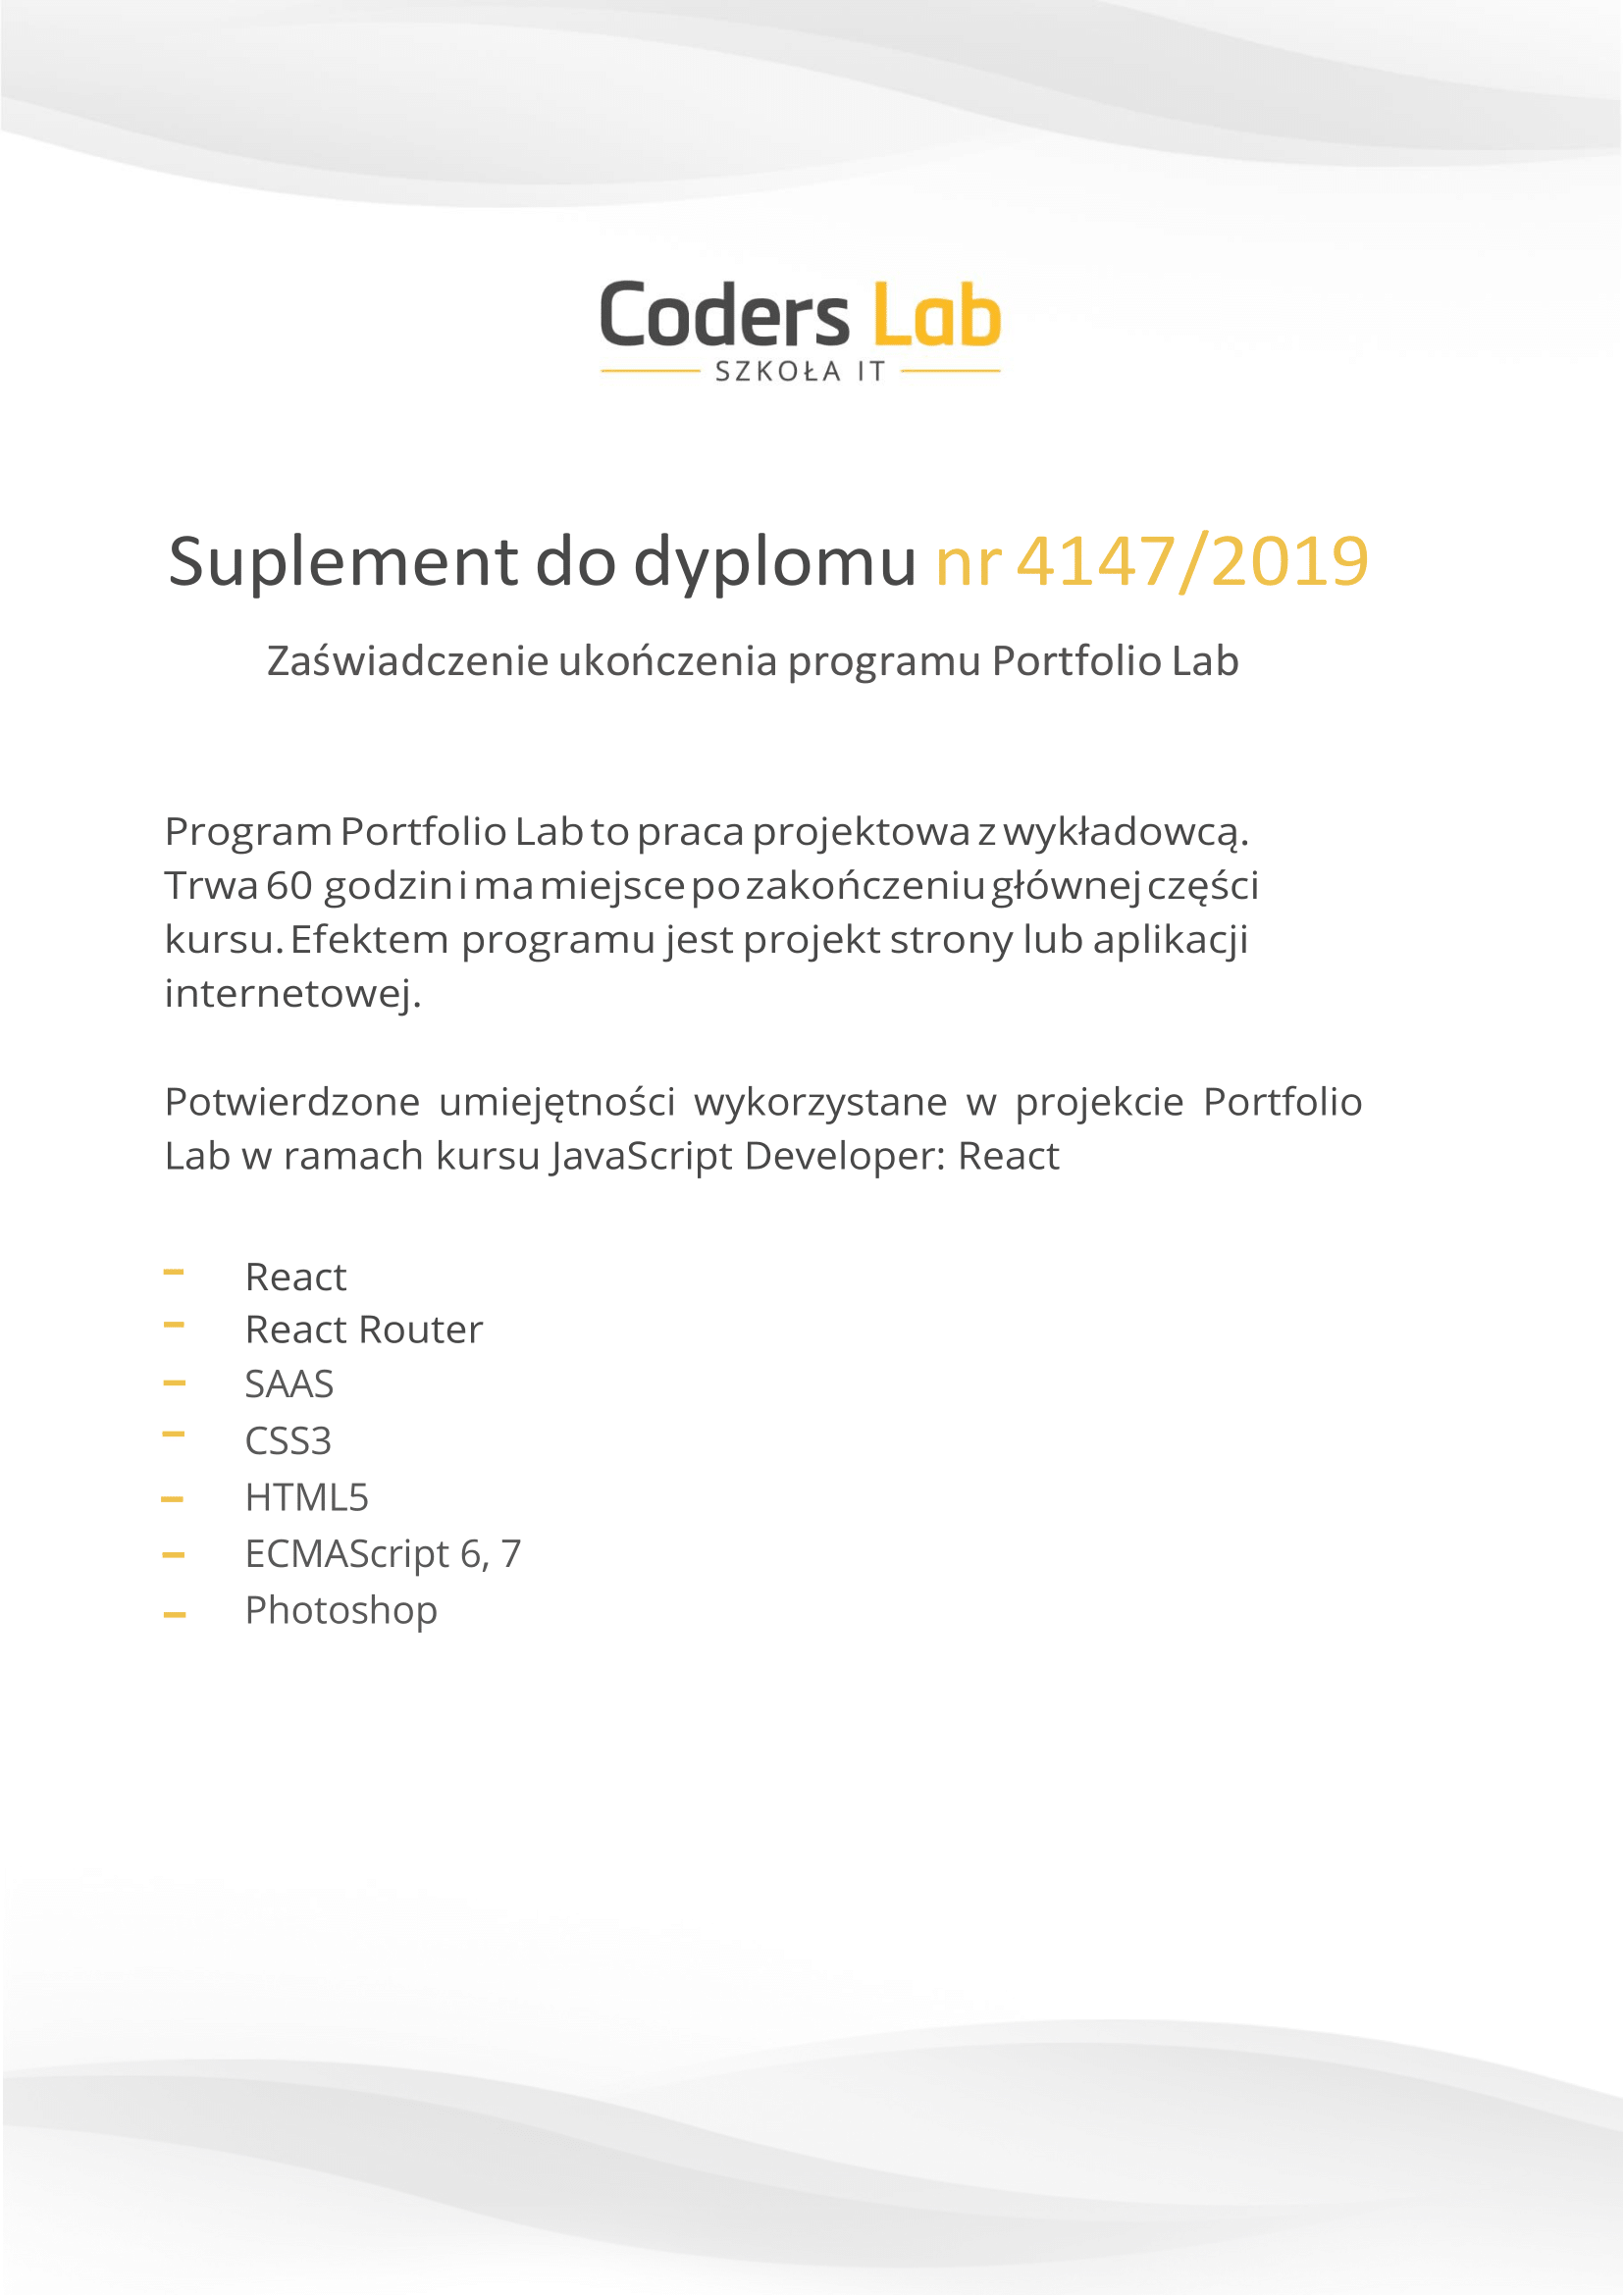 Coders Lab
SZKOŁA IT
Suplement do dyplomu nr 4147/2019
Zaświadczenie ukończenia programu Portfolio Lab
Program Portfolio Lab to praca projektowa z wykładowcą.
Trwa 60 godzin i ma miejsce po zakończeniu głównej części
kursu. Efektem programu jest projekt strony lub aplikacji
internetowej.
Potwierdzone umiejętności wykorzystane w projekcie Portfolio
Lab w ramach kursu JavaScript Developer: React
– React
– React Router
– SAAS
– CSS3
– HTML5
– ECMAScript 6, 7
– Photoshop